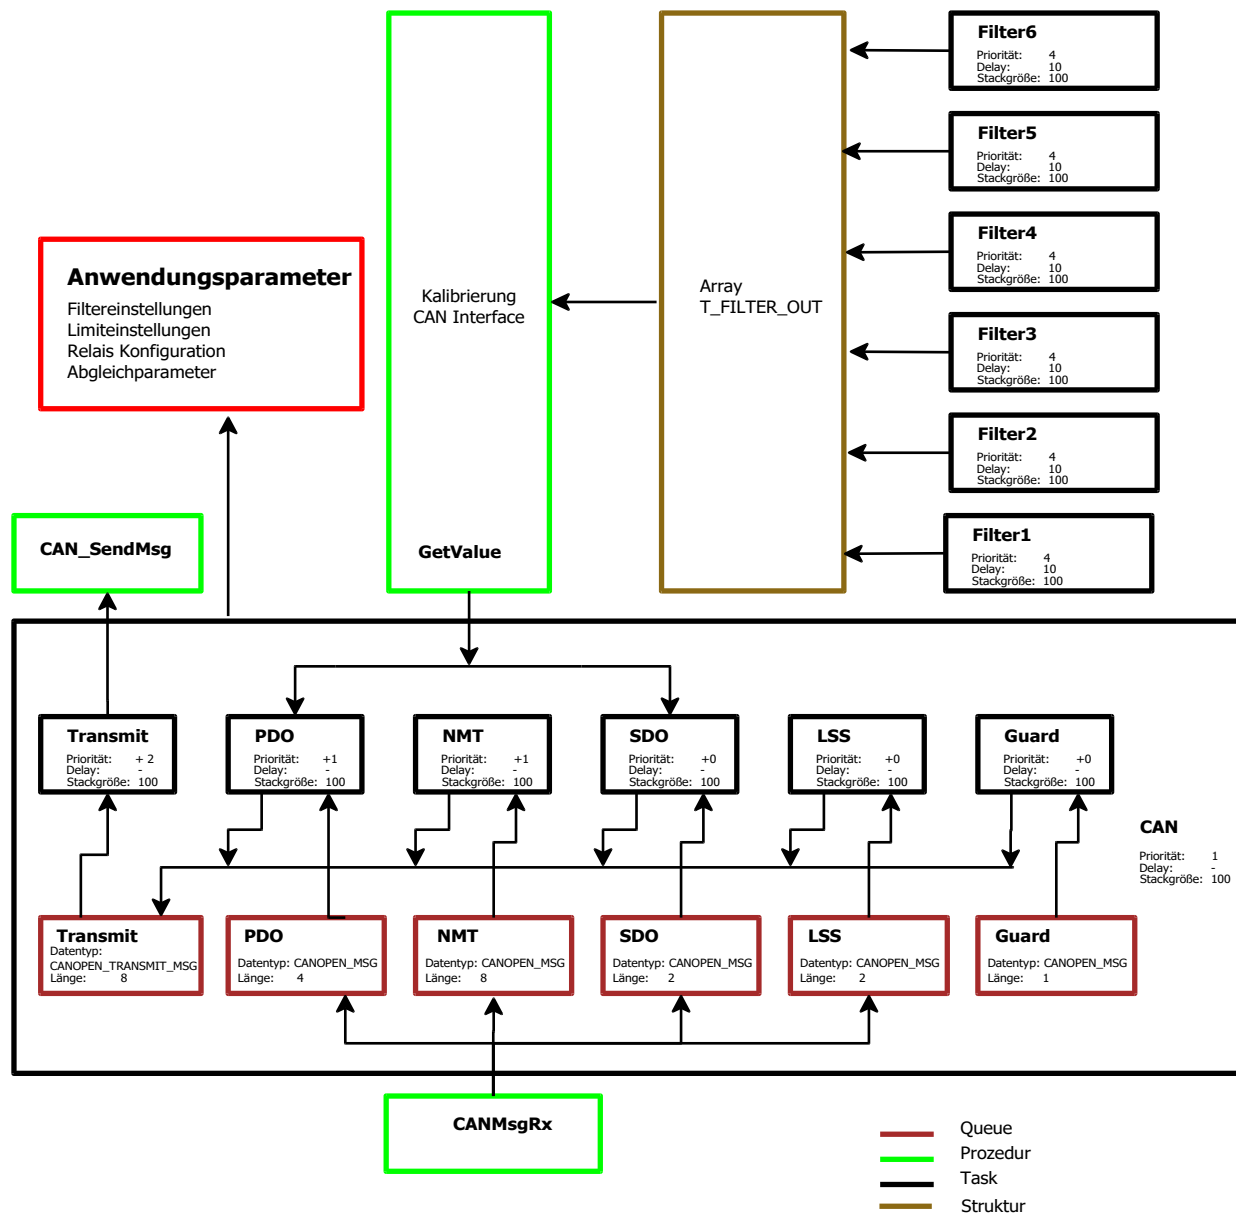 Filter6
Priorität: 4
Delay: 10
Stackgröße: 100
Filter5
Priorität: 4
Delay: 10
Stackgröße: 100
Filter4
Priorität: 4
Delay: 10
Stackgröße: 100
Filter3
Priorität: 4
Delay: 10
Stackgröße: 100
Filter2
Priorität: 4
Delay: 10
Stackgröße: 100
Filter1
Priorität: 4
Delay: 10
Stackgröße: 100
Array
T_FILTER_OUT
Kalibrierung
CAN Interface
GetValue
Anwendungsparameter
Filtereinstellungen
Limiteinstellungen
Relais Konfiguration
Abgleichparameter
CAN_SendMsg
Transmit
Priorität: + 2
Delay: -
Stackgröße: 100
PDO
Priorität: +1
Delay: -
Stackgröße: 100
NMT
Priorität: +1
Delay: -
Stackgröße: 100
SDO
Priorität: +0
Delay: -
Stackgröße: 100
LSS
Priorität: +0
Delay: -
Stackgröße: 100
Guard
Priorität: +0
Delay: -
Stackgröße: 100
CAN
Priorität: 1
Delay: -
Stackgröße: 100
Transmit
Datentyp:
CANOPEN_TRANSMIT_MSG
Länge: 8
PDO
Datentyp: CANOPEN_MSG
Länge: 4
NMT
Datentyp: CANOPEN_MSG
Länge: 8
SDO
Datentyp: CANOPEN_MSG
Länge: 2
LSS
Datentyp: CANOPEN_MSG
Länge: 2
Guard
Datentyp: CANOPEN_MSG
Länge: 1
CANMsgRx
Queue
Prozedur
Task
Struktur